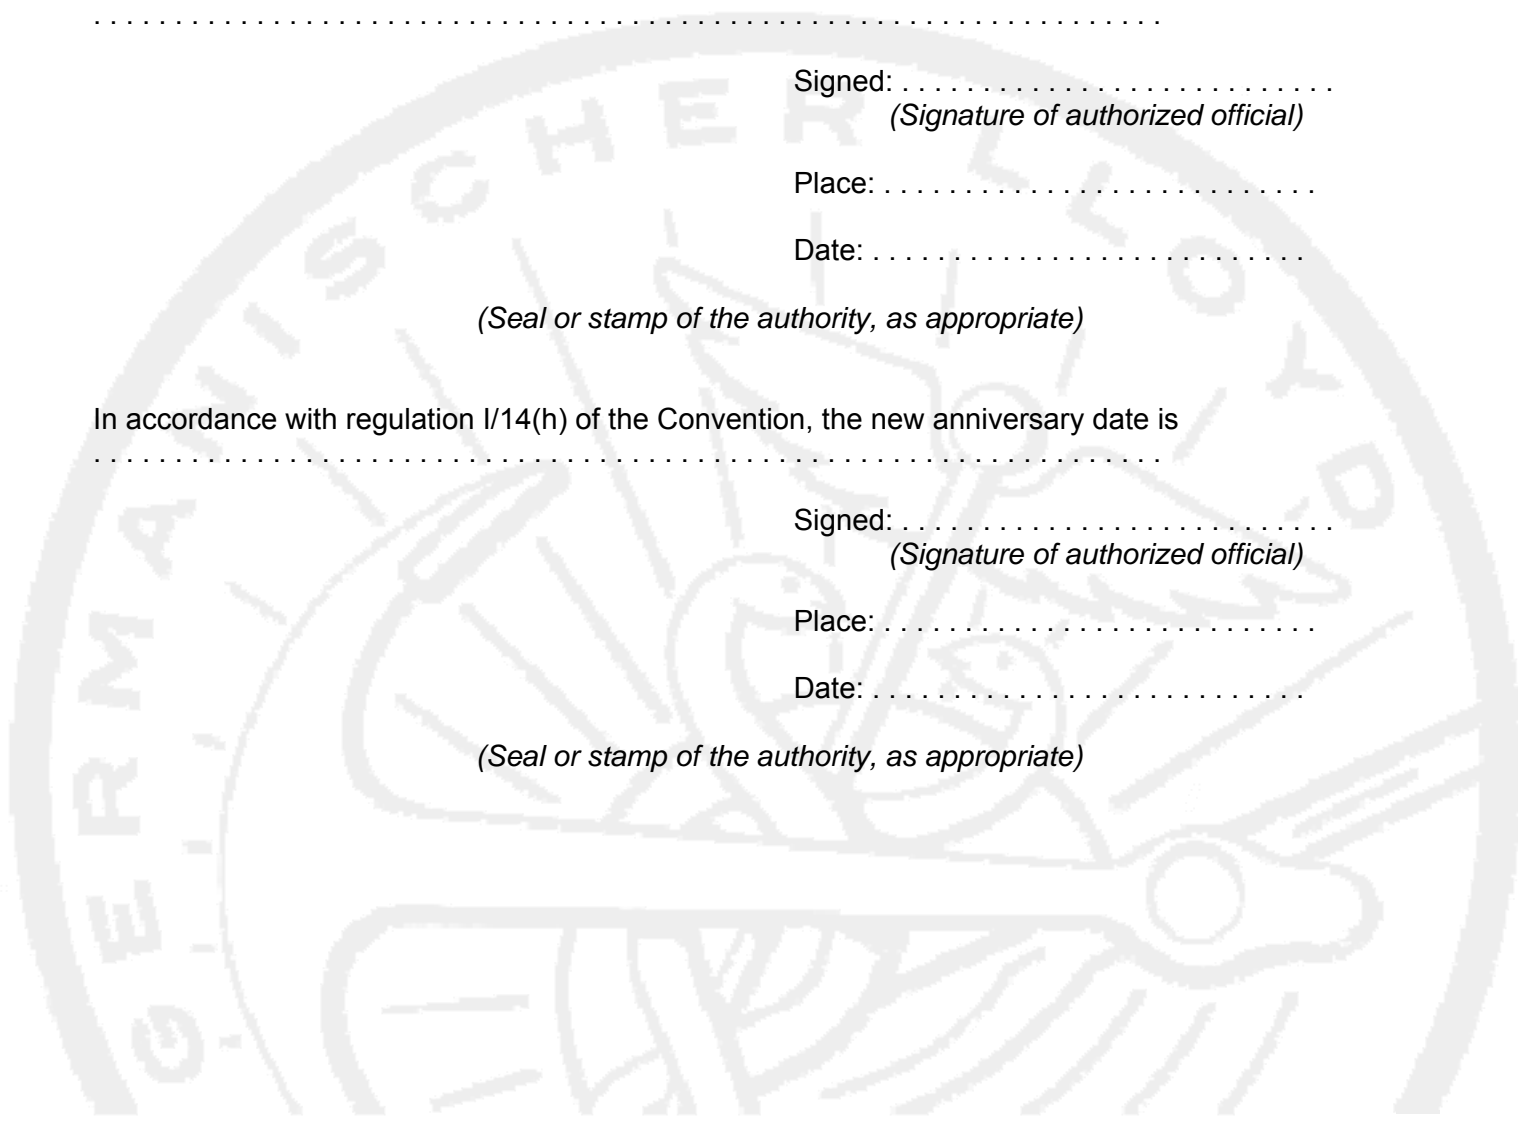 . . . . . . . . . . . . . . . . . . . . . . . . . . . . . . . . . . . . . . . . . . . . . . . . . . . . . . . . . . . . . . . . . .
Signed: . . . . . . . . . . . . . . . . . . . . . . . . . . .
(Signature of authorized official)
Place: . . . . . . . . . . . . . . . . . . . . . . . . . . .
Date: . . . . . . . . . . . . . . . . . . . . . . . . . . .
(Seal or stamp of the authority, as appropriate)
In accordance with regulation I/14(h) of the Convention, the new anniversary date is
. . . . . . . . . . . . . . . . . . . . . . . . . . . . . . . . . . . . . . . . . . . . . . . . . . . . . . . . . . . . . . . . . .
Signed: . . . . . . . . . . . . . . . . . . . . . . . . . . .
(Signature of authorized official)
Place: . . . . . . . . . . . . . . . . . . . . . . . . . . .
Date: . . . . . . . . . . . . . . . . . . . . . . . . . . .
(Seal or stamp of the authority, as appropriate)
GERMANISCHER LLOYD